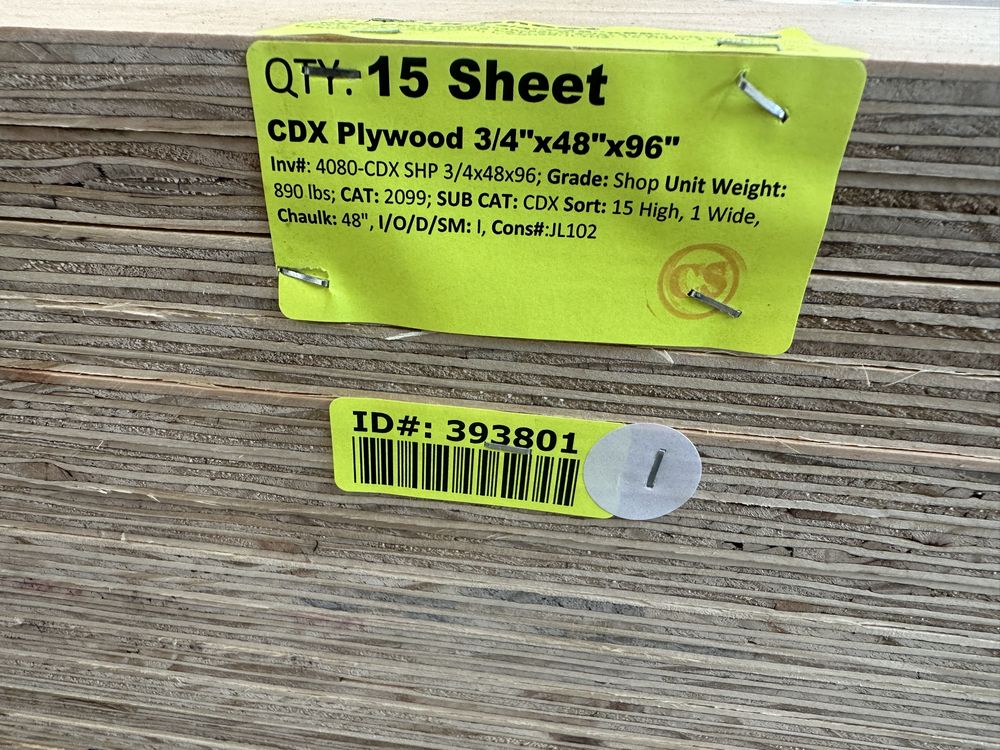 QTY: 15 Sheet
CDX Plywood 3/4"x48"x96"
Inv#: 4080-CDX SHP 3/4x48x96; Grade: Shop Unit Weight:
890 lbs; CAT: 2099; SUB CAT: CDX Sort: 15 High, 1 Wide,
Chaulk: 48", I/O/D/SM: I, Cons#:JL102
CS
ID#: 393801